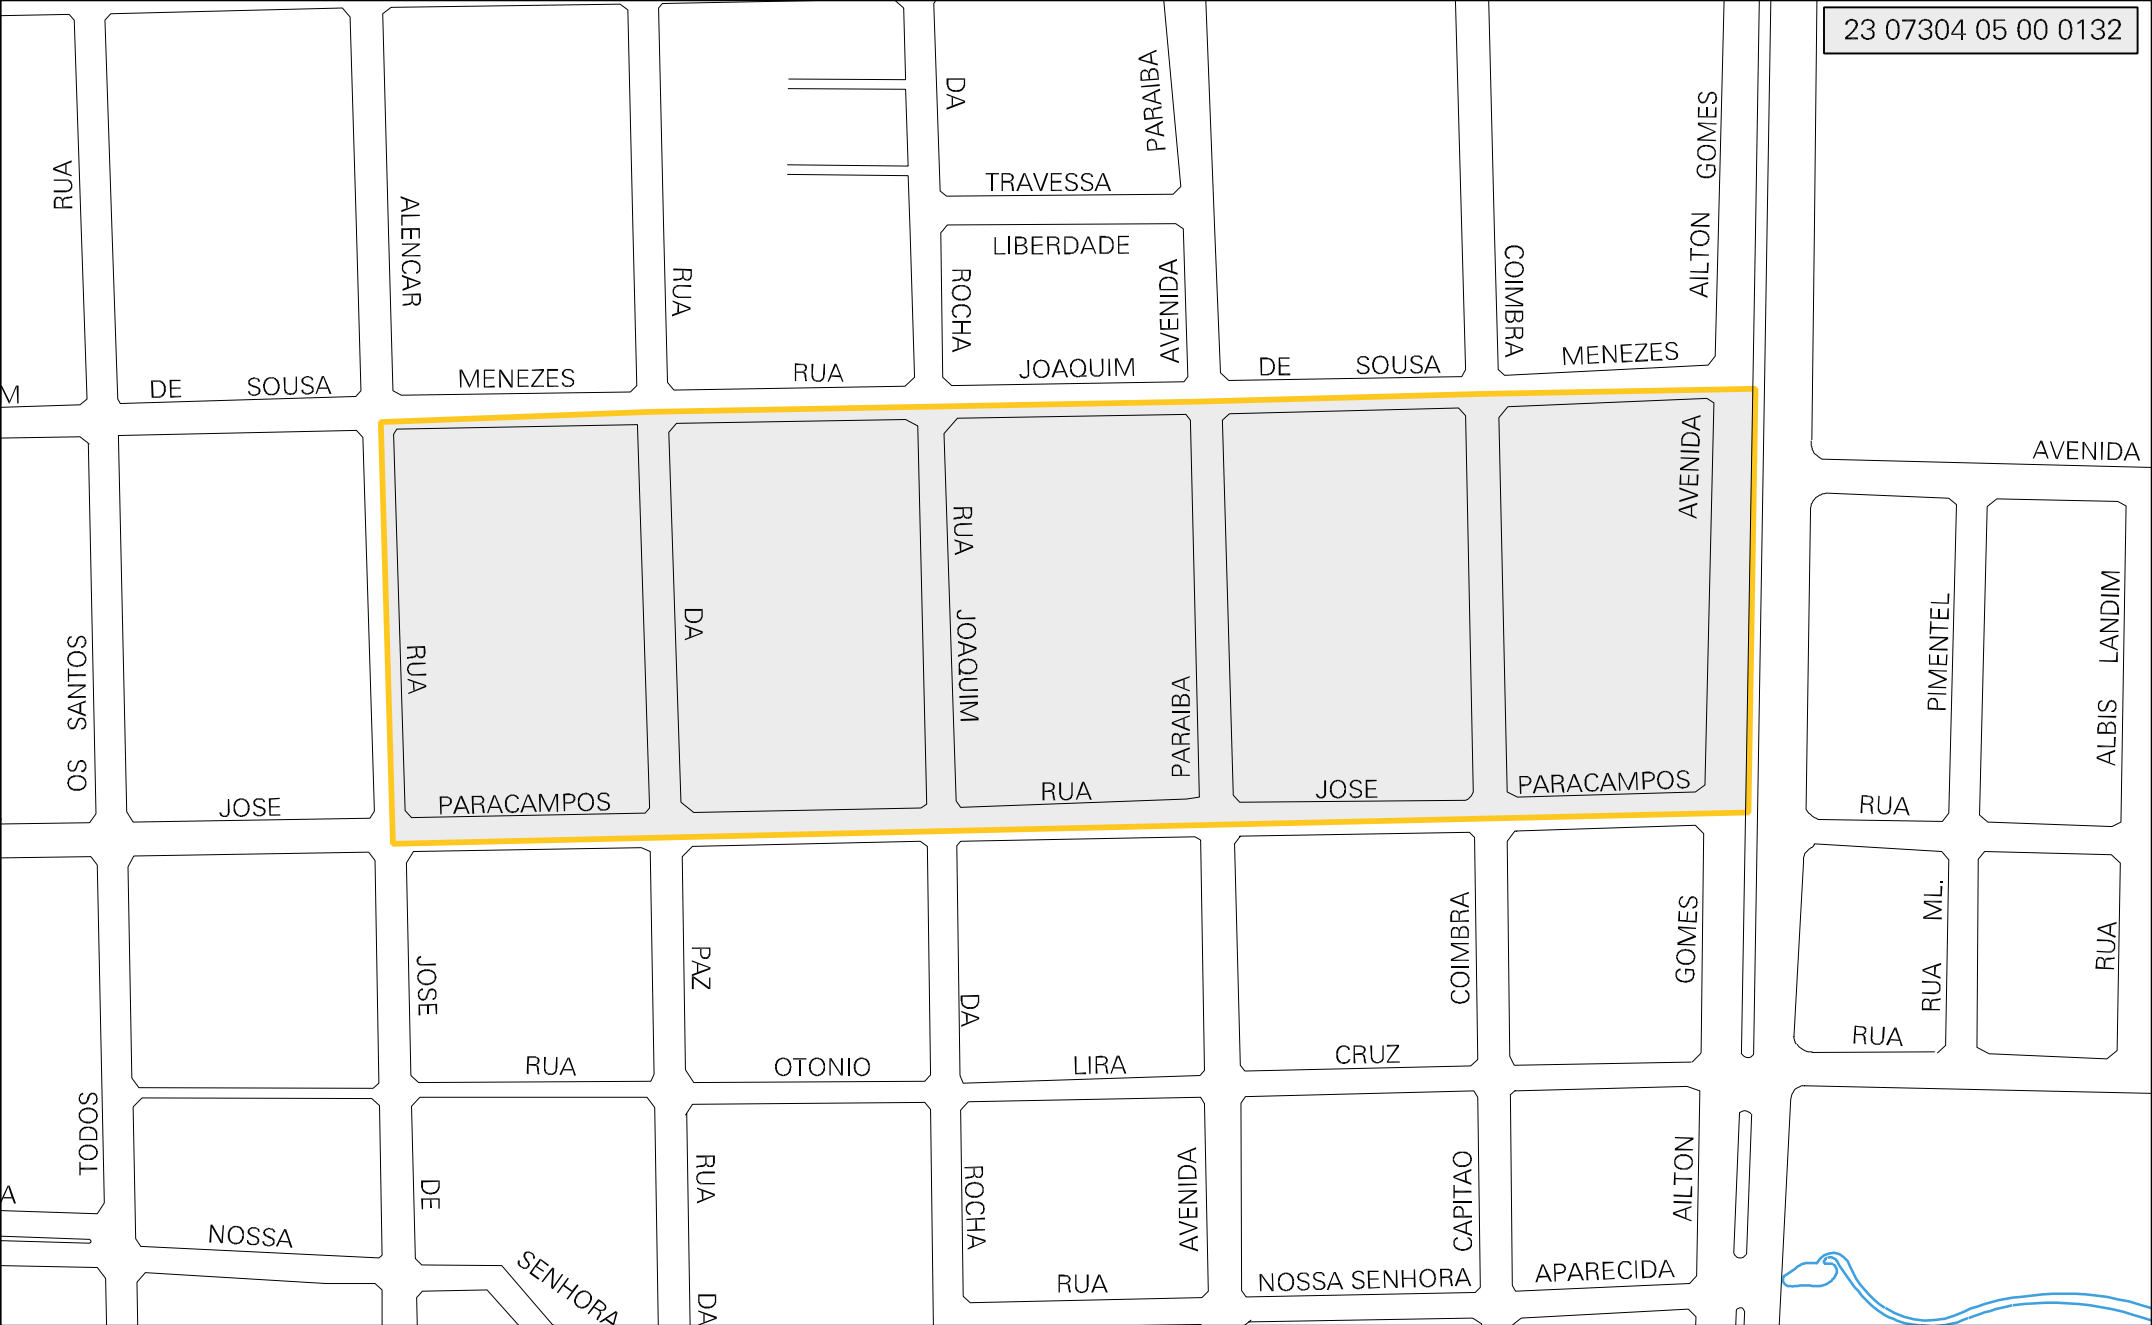 23 07304 05 00 0132
RUA
ALENCAR
RUA
DA
PARAIBA
TRAVESSA
LIBERDADE
ROCHA
AVENIDA
JOAQUIM
COIMBRA
AILTON GOMES
M
DE SOUSA
MENEZES
RUA
DE SOUSA
MENEZES
AVENIDA
AVENIDA
RUA
DA
RUA JOAQUIM
PARAIBA
OS SANTOS
JOSE
PARACAMPOS
RUA
JOSE
PARACAMPOS
PIMENTEL
ALBIS LANDIM
RUA
JOSE
PAZ
DA
COIMBRA
GOMES
RUA ML.
RUA
RUA
RUA
OTONIO
LIRA
CRUZ
TODOS
A
NOSSA
DE
SENHORA
RUA
DA
ROCHA
AVENIDA
CAPITAO
AILTON
RUA
NOSSA SENHORA
APARECIDA